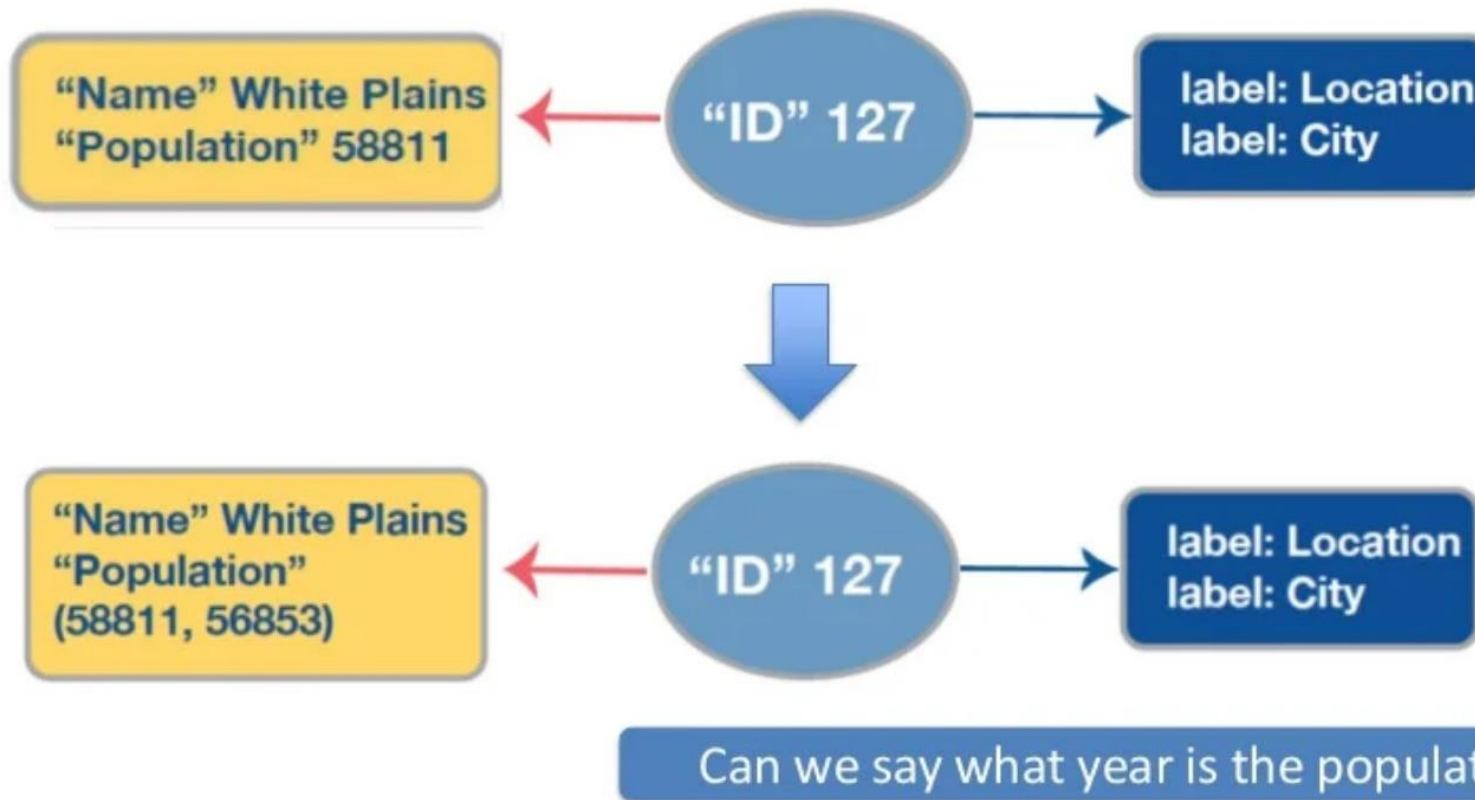 “Name” White Plains
“Population” 58811
“ID” 127
label: Location
label: City
“Name” White Plains
“Population”
(58811, 56853)
“ID” 127
label: Location
label: City
Can we say what year is the